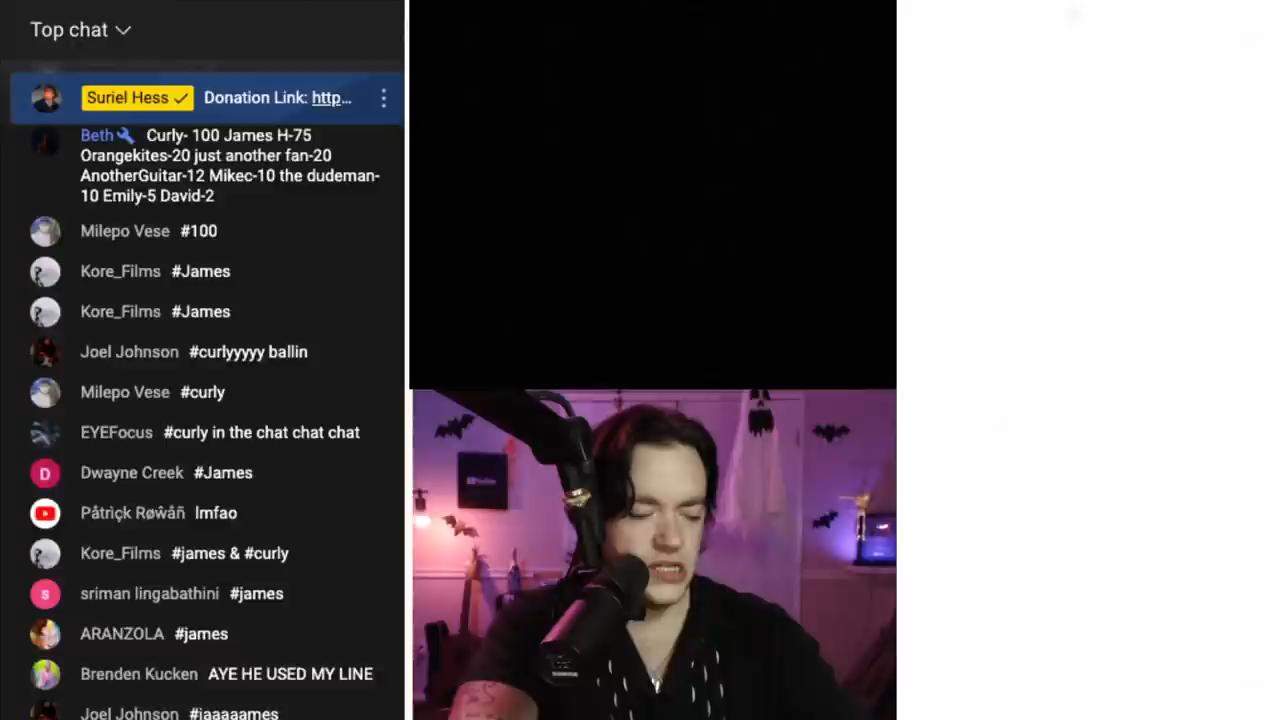 Top chat
Suriel Hess Donation Link: http...
Beth Curly- 100 James H-75
Orangekites-20 just another fan-20
AnotherGuitar-12 Mikec-10 the dudeman-
10 Emily-5 David-2
Milepo Vese #100
Kore_Films #James
Kore_Films #James
Joel Johnson #curlyyyyy ballin
Milepo Vese #curly
EYEFocus #curly in the chat chat chat
D Dwayne Creek #James
Påtrìçk Røŵåñ lmfao
Kore_Films #james & #curly
s sriman lingabathini #james
ARANZOLA #james
Brenden Kucken AYE HE USED MY LINE
Joel Johnson #jaaaaames
YouTube